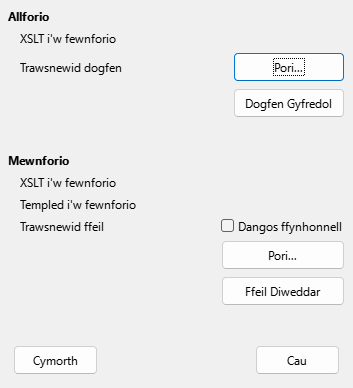 Allforio
XSLT i'w fewnforio
Trawsnewid dogfen
Pori...
Dogfen Gyfredol
Mewnforio
XSLT i'w fewnforio
Templed i'w fewnforio
Trawsnewid ffeil
Dangos ffynhonnell
Pori...
Ffeil Diweddar
Cymorth
Cau